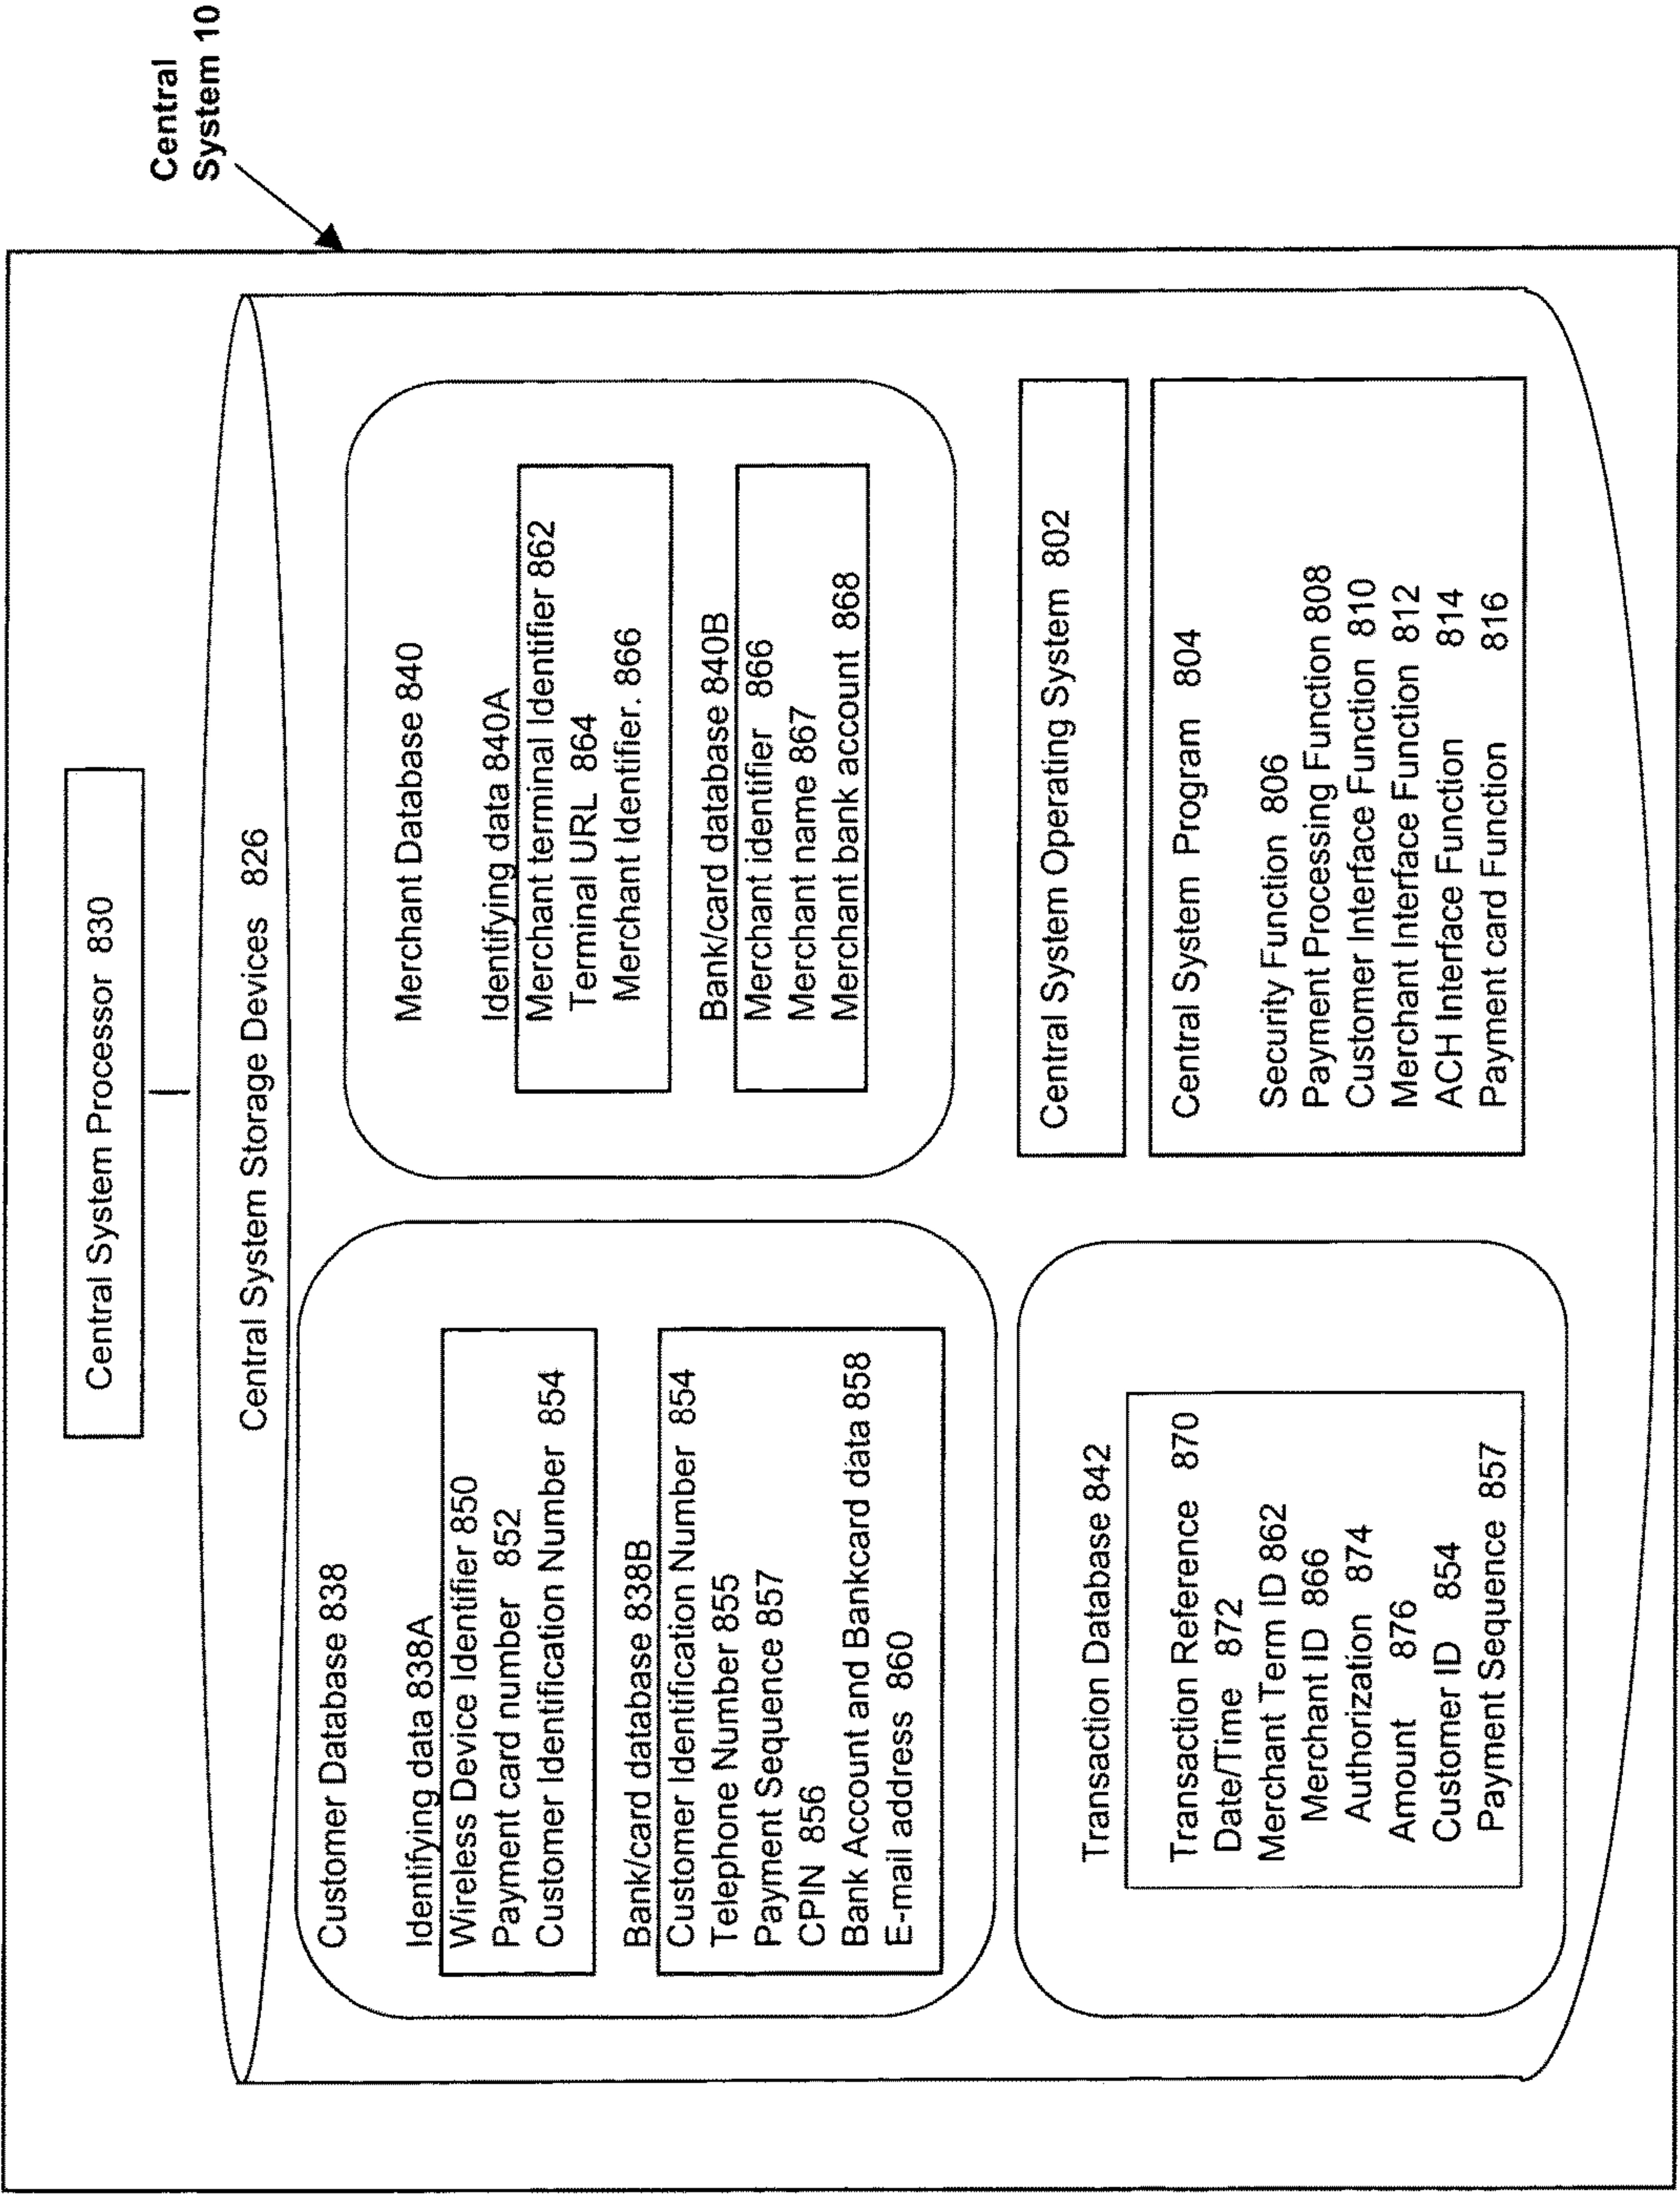 Central
System 10
Central System Processor 830
Central System Storage Devices 826
Customer Database 838
Identifying data 838A
Wireless Device Identifier 850
Payment card number 852
Customer Identification Number 854
Bank/card database 838B
Customer Identification Number 854
Telephone Number 855
Payment Sequence 857
CPIN 856
Bank Account and Bankcard data 858
E-mail address 860
Merchant Database 840
Identifying data 840A
Merchant terminal Identifier 862
Terminal URL 864
Merchant Identifier. 866
Bank/card database 840B
Merchant identifier 866
Merchant name 867
Merchant bank account 868
Transaction Database 842
Transaction Reference 870
Date/Time 872
Merchant Term ID 862
Merchant ID 866
Authorization 874
Amount 876
Customer ID 854
Payment Sequence 857
Central System Operating System 802
Central System Program 804
Security Function 806
Payment Processing Function 808
Customer Interface Function 810
Merchant Interface Function 812
ACH Interface Function 814
Payment card Function 816